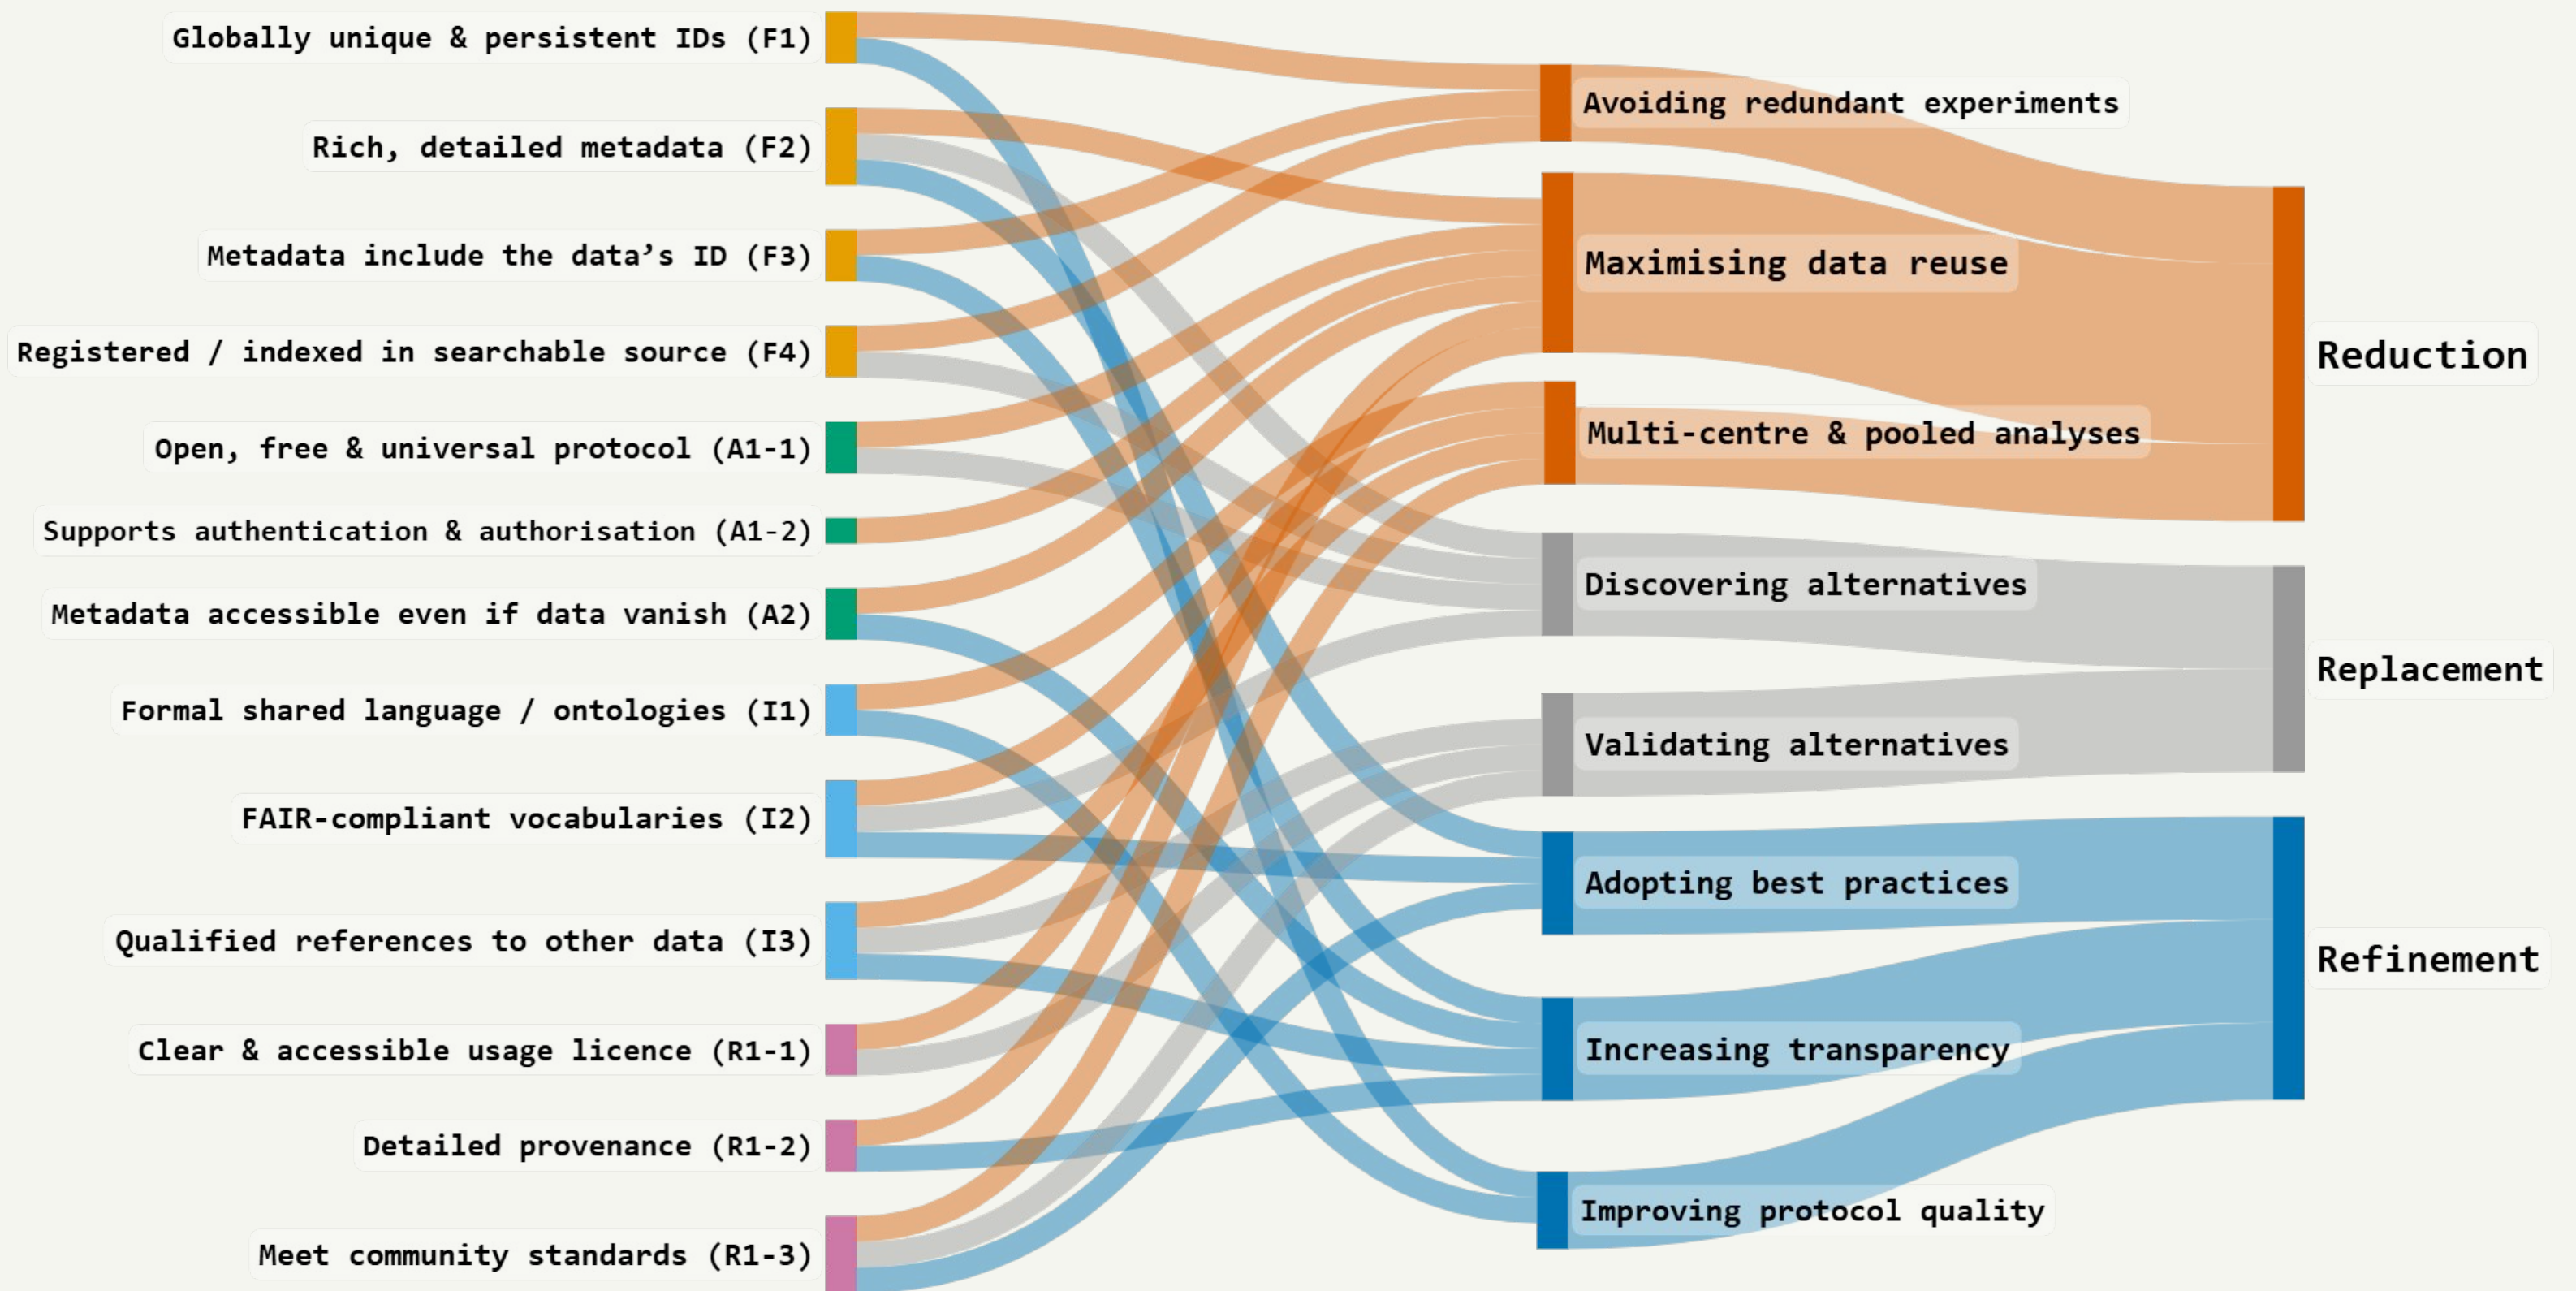 Globally unique & persistent IDs (F1)
Rich, detailed metadata (F2)
Metadata include the data’s ID (F3)
Registered / indexed in searchable source (F4)
Open, free & universal protocol (A1-1)
Supports authentication & authorisation (A1-2)
Metadata accessible even if data vanish (A2)
Formal shared language / ontologies (I1)
FAIR-compliant vocabularies (I2)
Qualified references to other data (I3)
Clear & accessible usage licence (R1-1)
Detailed provenance (R1-2)
Meet community standards (R1-3)
Avoiding redundant experiments
Maximising data reuse
Multi-centre & pooled analyses
Discovering alternatives
Validating alternatives
Adopting best practices
Increasing transparency
Improving protocol quality
Reduction
Replacement
Refinement